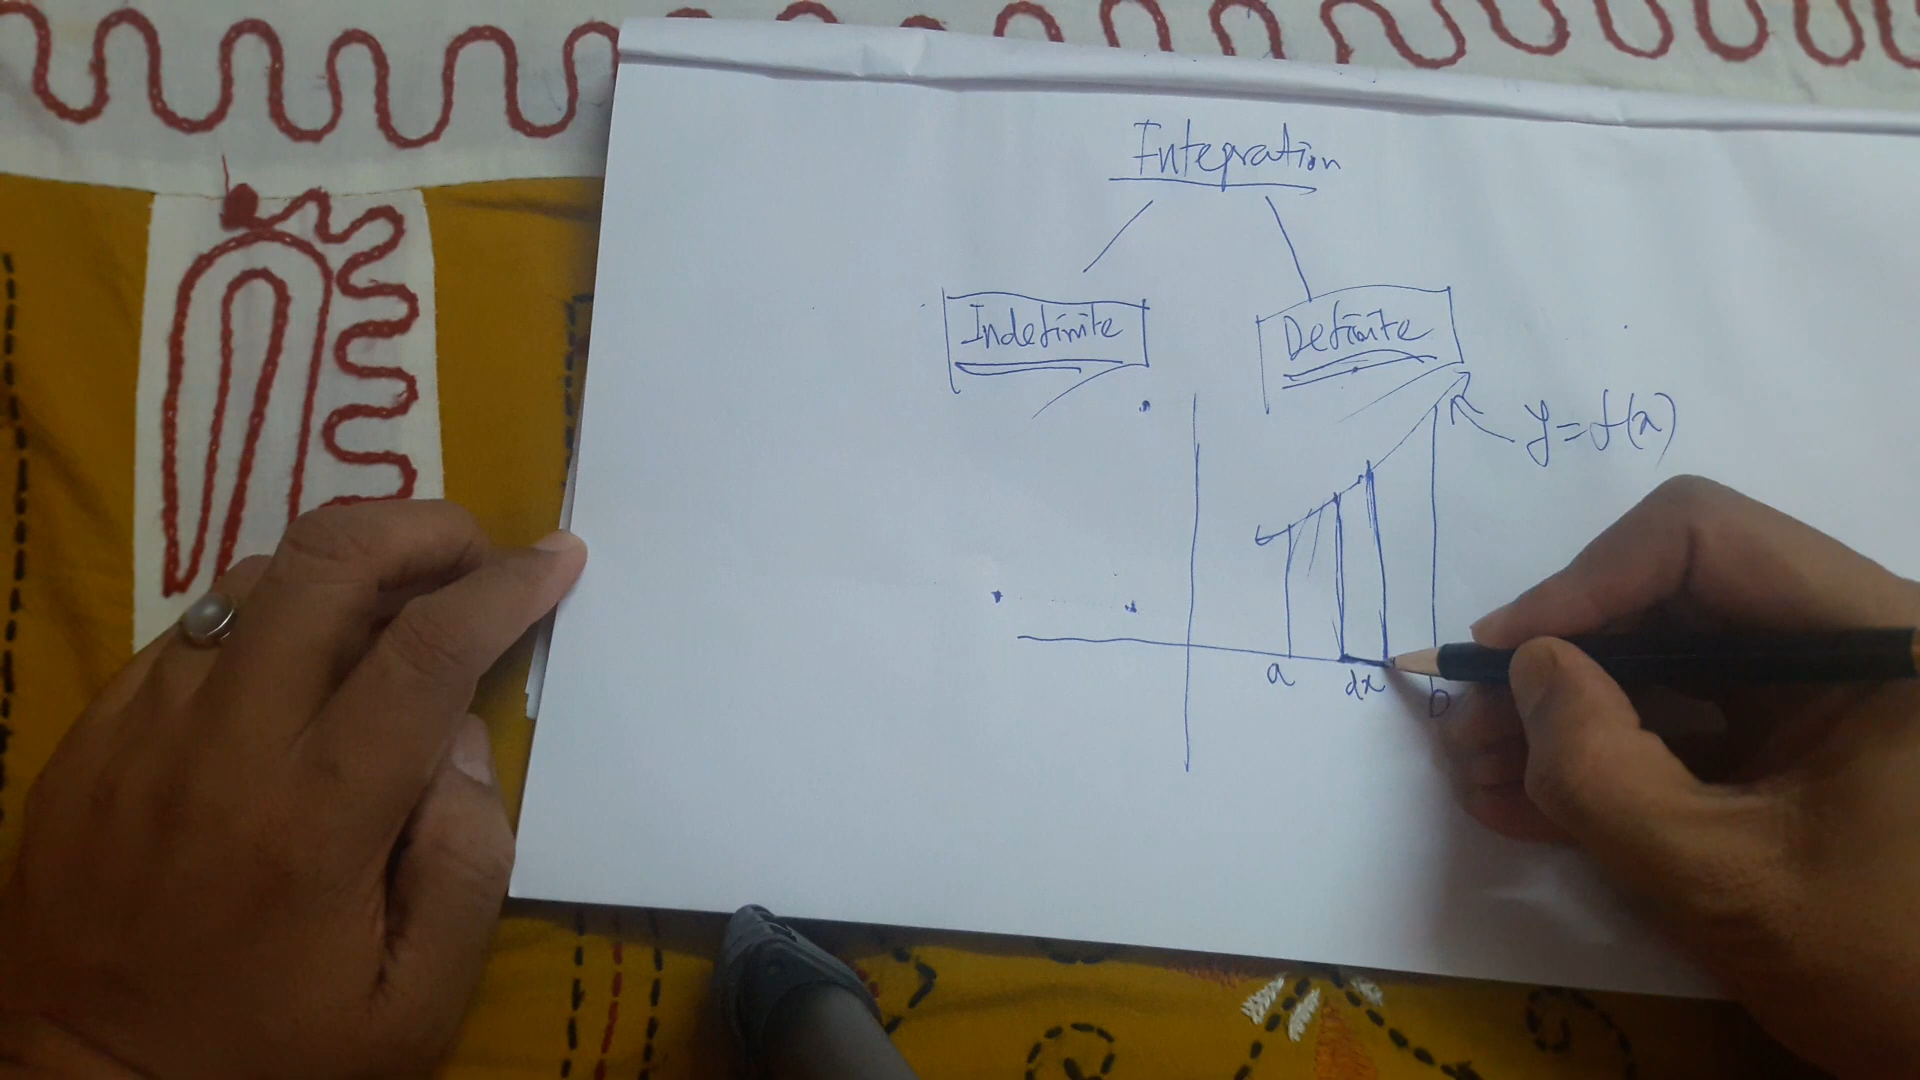 Integration
Indefinite Definite
y=f(x)
a dx b